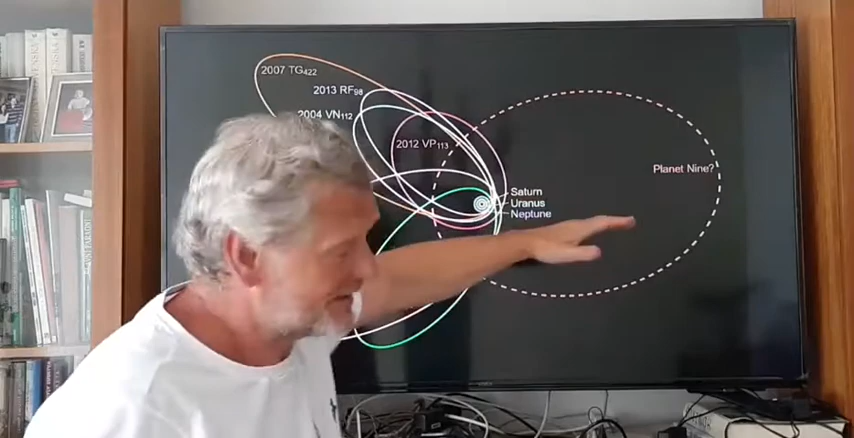 2007 TG422
2013 RF98
2004 VN112
2012 VP113
Planet Nine?
Saturn
Uranus
Neptune